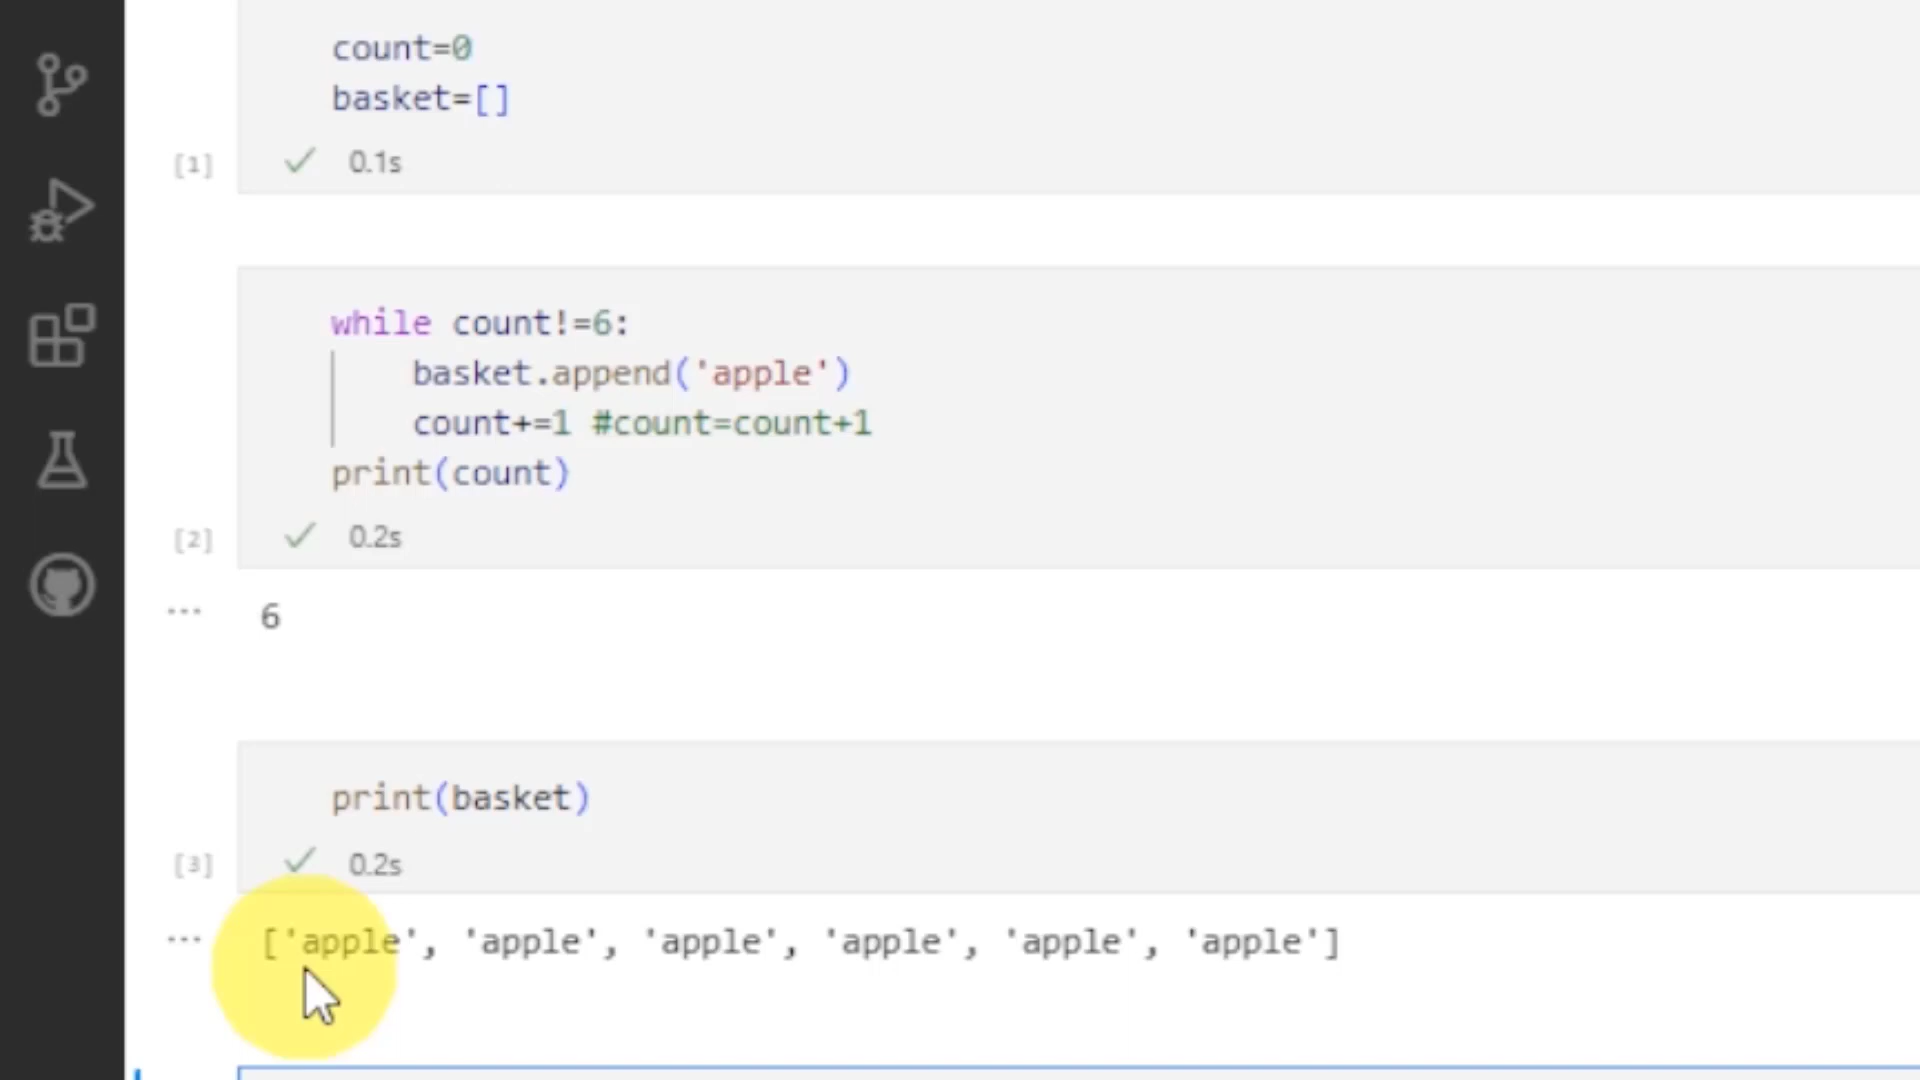 count=0
basket=[]
[1] 0.1s
while count!=6:
basket.append('apple')
count+=1 #count=count+1
print(count)
[2] 0.2s
6
print(basket)
[3] 0.2s
['apple', 'apple', 'apple', 'apple', 'apple', 'apple']